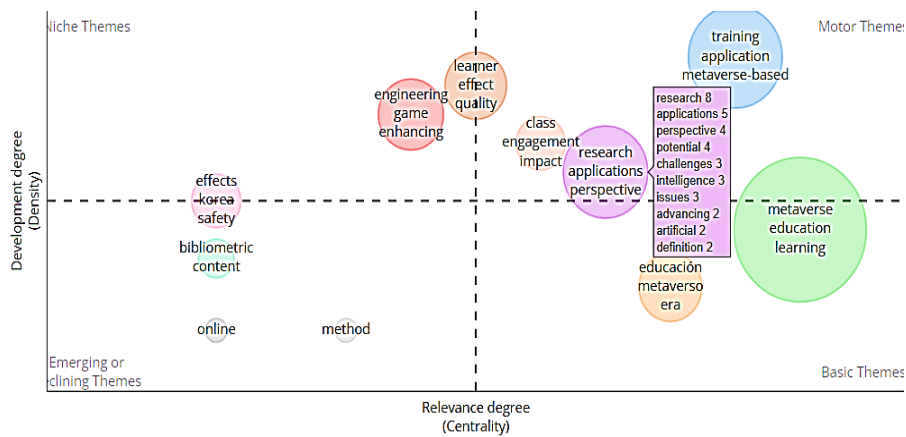 Niche Themes
Motor Themes
training
application
metaverse-based
learner
effect
quality
engineering
game
enhancing
class
engagement
impact
research
applications
perspective
research 8
applications 5
perspective 4
potential 4
challenges 3
intelligence 3
issues 3
advancing 2
artificial 2
definition 2
effects
korea
safety
metaverse
education
learning
bibliometric
content
educación
metaverso
era
online
method
Emerging or
clining Themes
Basic Themes
Development degree
(Density)
Relevance degree
(Centrality)